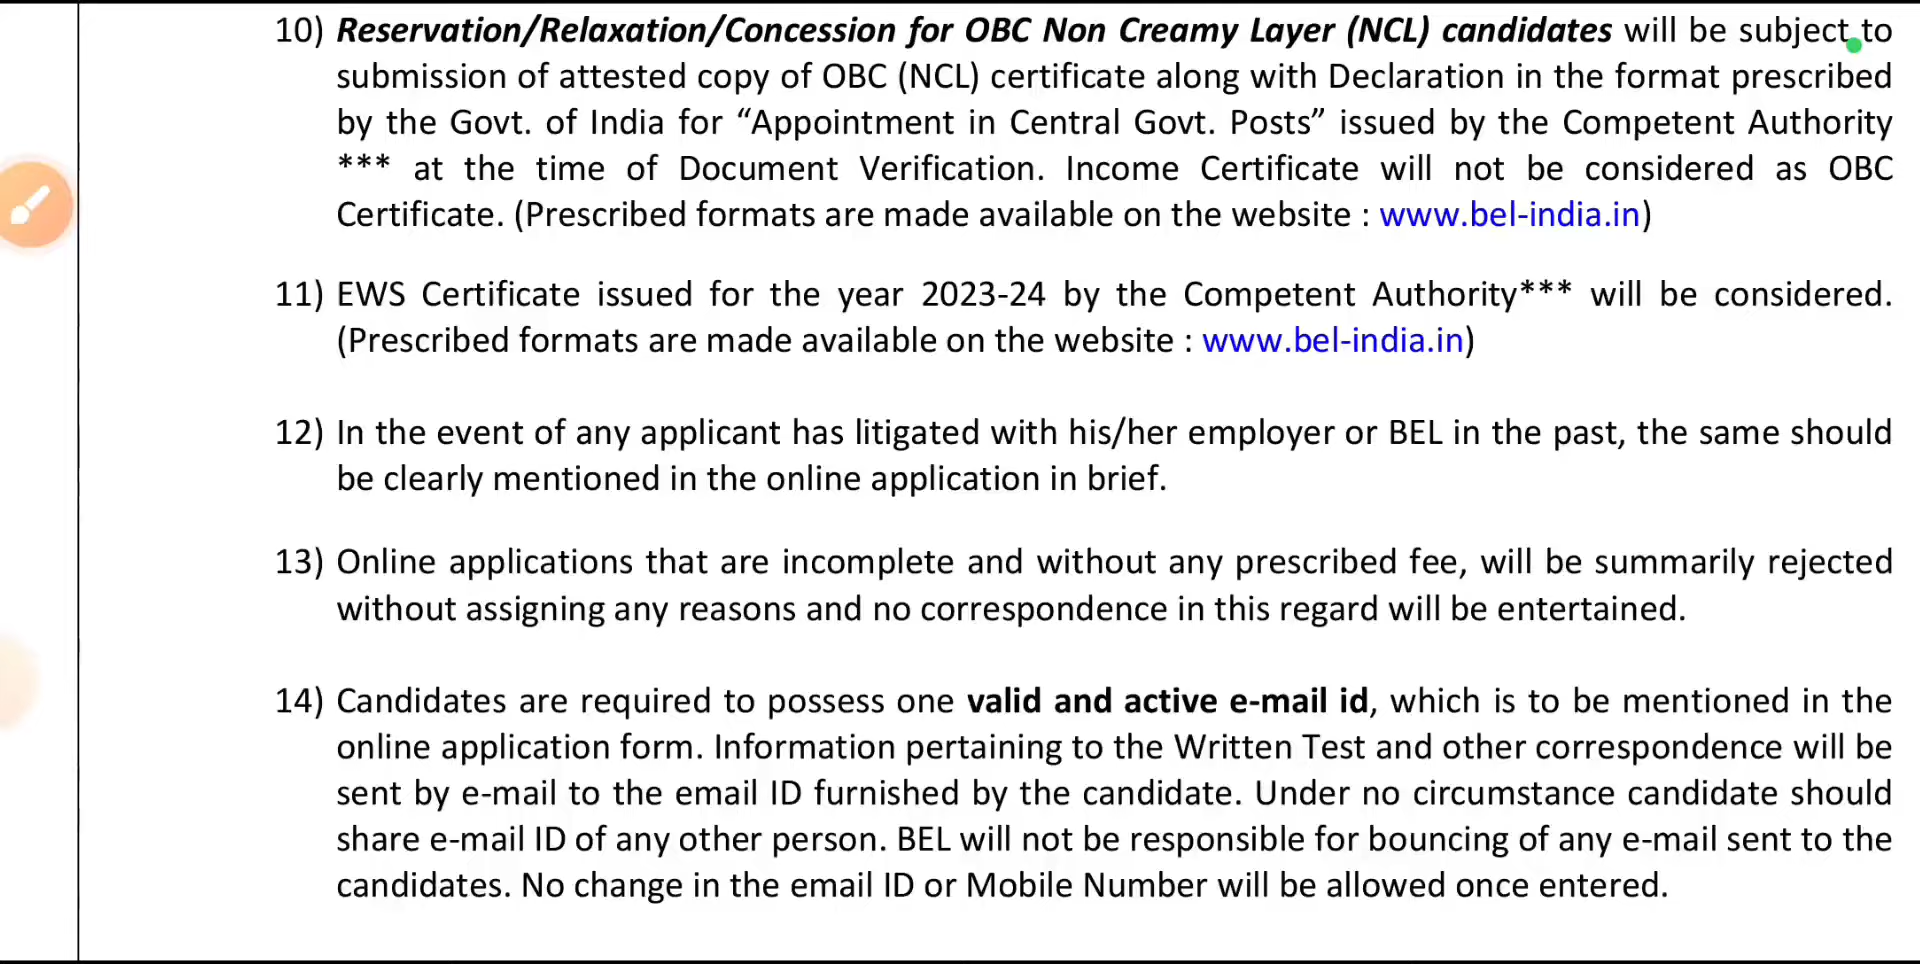 10) Reservation/Relaxation/Concession for OBC Non Creamy Layer (NCL) candidates will be subject to
submission of attested copy of OBC (NCL) certificate along with Declaration in the format prescribed
by the Govt. of India for “Appointment in Central Govt. Posts” issued by the Competent Authority
*** at the time of Document Verification. Income Certificate will not be considered as OBC
Certificate. (Prescribed formats are made available on the website : www.bel-india.in)
11) EWS Certificate issued for the year 2023-24 by the Competent Authority*** will be considered.
(Prescribed formats are made available on the website : www.bel-india.in)
12) In the event of any applicant has litigated with his/her employer or BEL in the past, the same should
be clearly mentioned in the online application in brief.
13) Online applications that are incomplete and without any prescribed fee, will be summarily rejected
without assigning any reasons and no correspondence in this regard will be entertained.
14) Candidates are required to possess one valid and active e-mail id, which is to be mentioned in the
online application form. Information pertaining to the Written Test and other correspondence will be
sent by e-mail to the email ID furnished by the candidate. Under no circumstance candidate should
share e-mail ID of any other person. BEL will not be responsible for bouncing of any e-mail sent to the
candidates. No change in the email ID or Mobile Number will be allowed once entered.